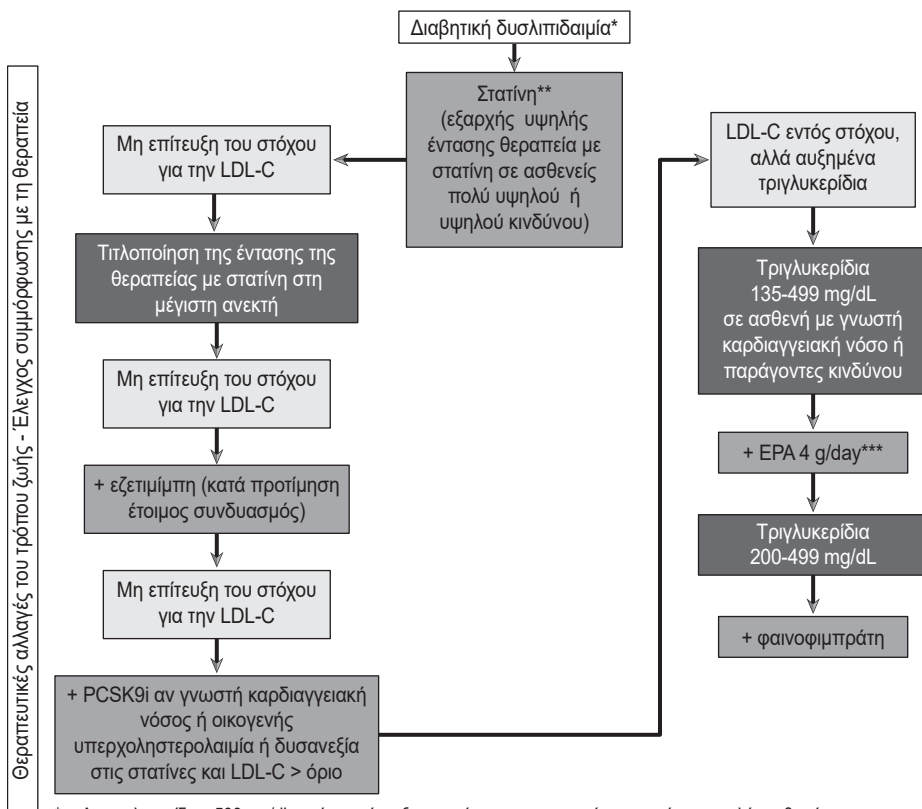 Θεραπευτικές αλλαγές του τρόπου ζωής - Έλεγχος συμμόρφωσης με τη θεραπεία
Διαβητική δυσλιπιδαιμία*
Στατίνη**
(εξαρχής υψηλής
έντασης θεραπεία με
στατίνη σε ασθενείς
πολύ υψηλού ή
υψηλού κινδύνου)
Μη επίτευξη του στόχου
για την LDL-C
Τιτλοποίηση της έντασης της
θεραπείας με στατίνη στη
μέγιστη ανεκτή
Μη επίτευξη του στόχου
για την LDL-C
+ εζετιμίμπη (κατά προτίμηση
έτοιμος συνδυασμός)
Μη επίτευξη του στόχου
για την LDL-C
+ PCSK9i αν γνωστή καρδιαγγειακή
νόσος ή οικογενής
υπερχοληστερολαιμία ή δυσανεξία
στις στατίνες και LDL-C > όριο
LDL-C εντός στόχου,
αλλά αυξημένα
τριγλυκερίδια
Τριγλυκερίδια
135-499 mg/dL
σε ασθενή με γνωστή
καρδιαγγειακή νόσο ή
παράγοντες κινδύνου
+ EPA 4 g/day***
Τριγλυκερίδια
200-499 mg/dL
+ φαινοφιμπράτη